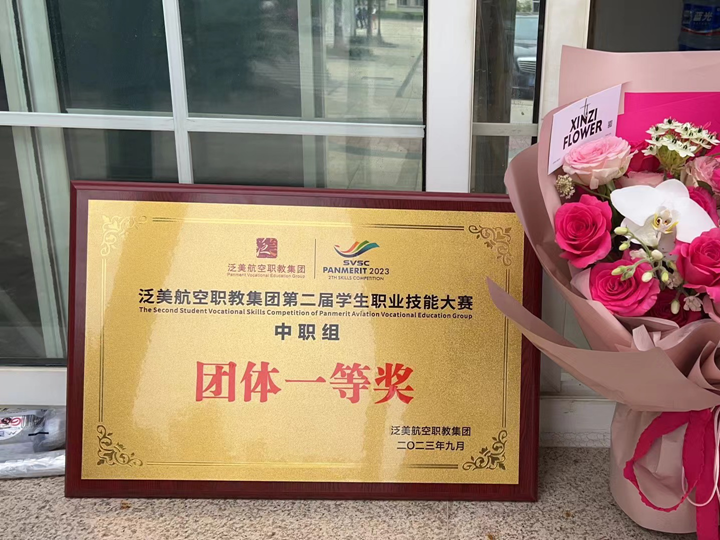 泛美航空职教集团
Panmerit Aviation Vocational Education Group
SVSC
PANMERIT 2023
2TH SKILLS COMPETITION
泛美航空职教集团第二届学生职业技能大赛
The Second Student Vocational Skills Competition of Panmerit Aviation Vocational Education Group
中职组
团体一等奖
泛美航空职教集团
二〇二三年九月
XINZI
FLOWER